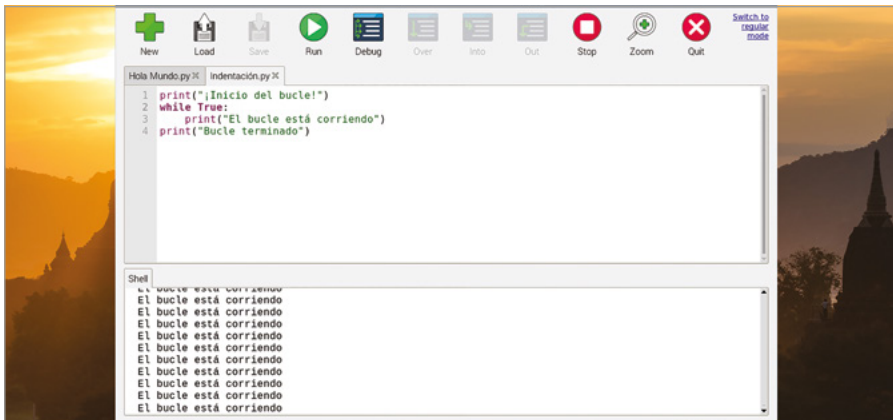 Switch to
regular
mode
New Load Save Run Debug Over Into Out Stop Zoom Quit
Hola Mundo.py Indentación.py
1 print("¡Inicio del bucle!")
2 while True:
3 print("El bucle está corriendo")
4 print("Bucle terminado")
Shell
El bucle está corriendo
El bucle está corriendo
El bucle está corriendo
El bucle está corriendo
El bucle está corriendo
El bucle está corriendo
El bucle está corriendo
El bucle está corriendo
El bucle está corriendo
El bucle está corriendo
El bucle está corriendo